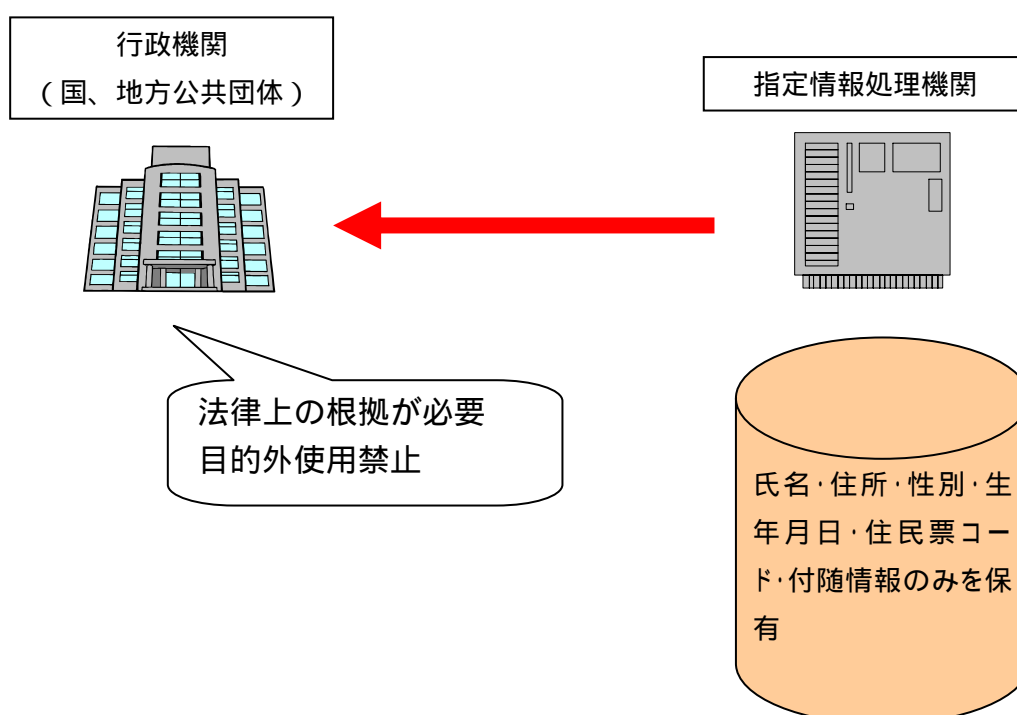 行政機関
（国、地方公共団体）
指定情報処理機関
法律上の根拠が必要
目的外使用禁止
氏名･住所･性別･生
年月日･住民票コー
ド･付随情報のみを保
有